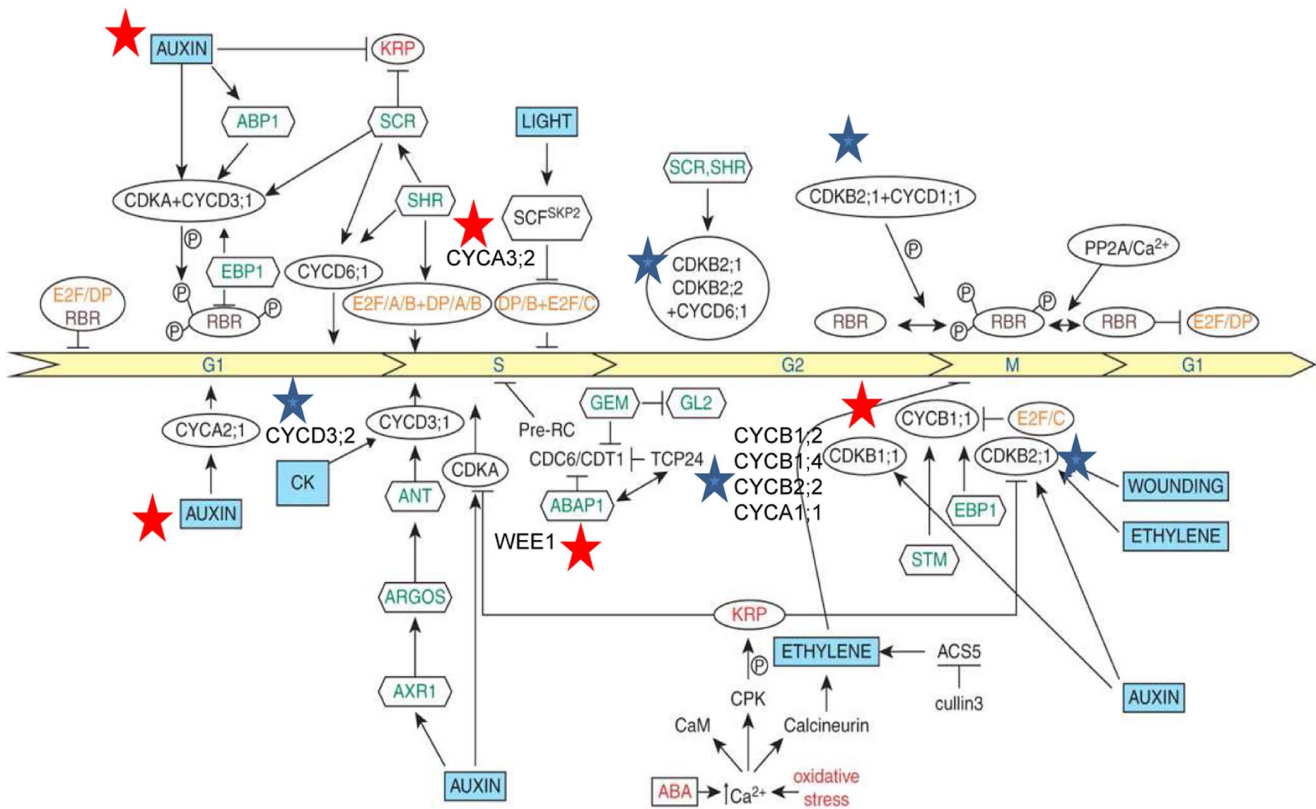 AUXIN
KRP
ABP1
SCR
LIGHT
SCR,SHR
CDKB2;1+CYCD1;1
CDKA+CYCD3;1
SHR
SCF^SKP2
CYCA3;2
P
P
PP2A/Ca²⁺
EBP1
CYCD6;1
CDKB2;1
CDKB2;2
+CYCD6;1
E2F/DP
RBR
P
P
P
RBR
E2F/A/B+DP/A/B
DP/B+E2F/C
RBR
P
P
P
RBR
RBR
E2F/DP
G1
S
G2
M
G1
CYCA2;1
CYCD3;2
CYCD3;1
Pre-RC
GEM
GL2
CYCB1;1
E2F/C
CK
CDKA
CDC6/CDT1
TCP24
CYCB1;2
CYCB1;4
CYCB2;2
CYCA1;1
CDKB1;1
CDKB2;1
AUXIN
ANT
ABAP1
WEE1
EBP1
WOUNDING
ETHYLENE
STM
ARGOS
KRP
P
ETHYLENE
ACS5
AXR1
CPK
cullin3
AUXIN
CaM
Calcineurin
AUXIN
ABA
↑Ca²⁺
oxidative
stress